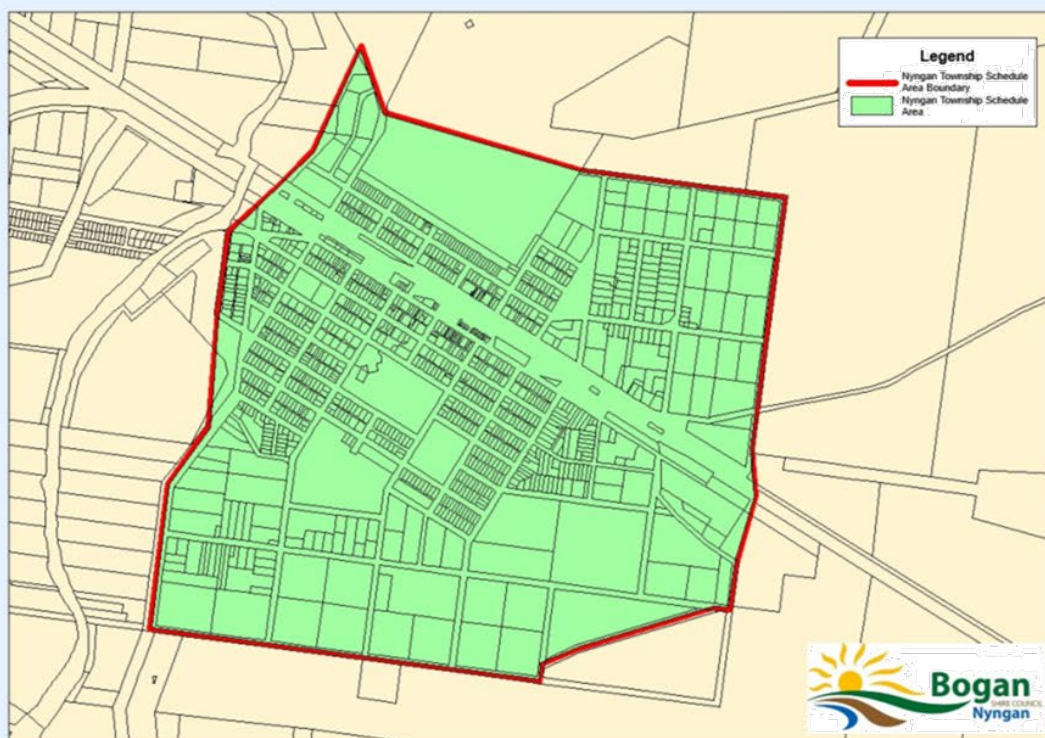 Legend
Nyngan Township Schedule
Area Boundary
Nyngan Township Schedule
Area
Bogan
SHIRE COUNCIL
Nyngan